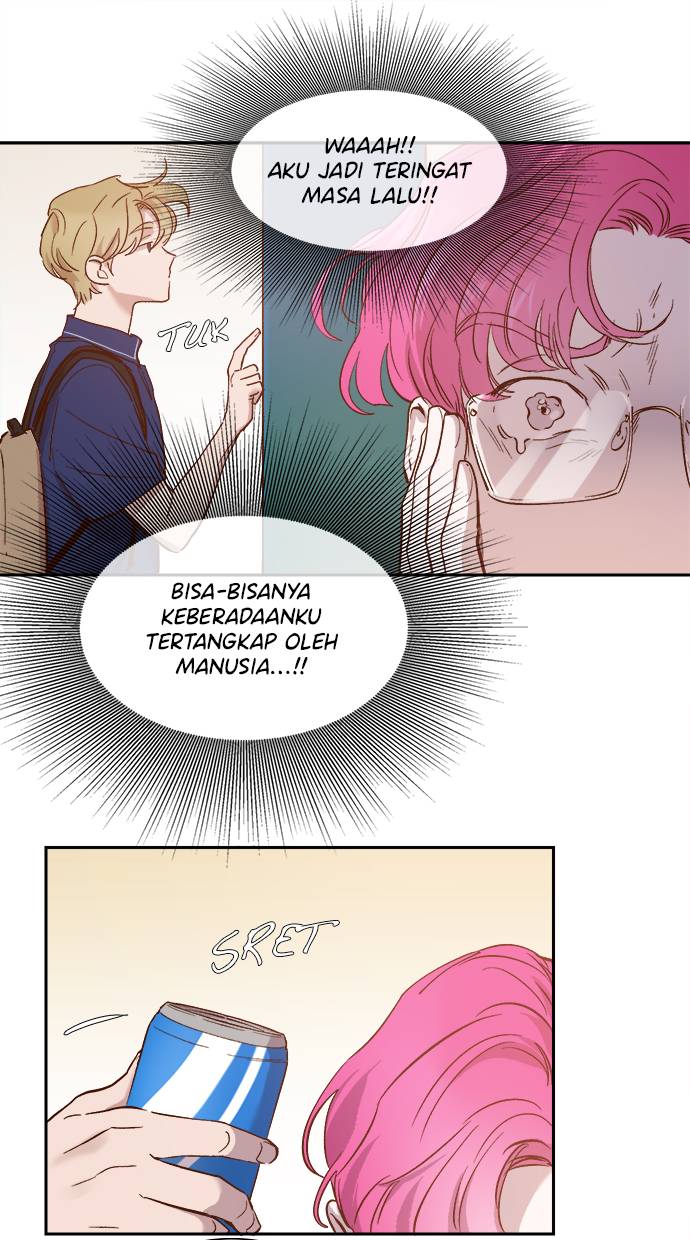 WAAAH!!
AKU JADI TERINGAT
MASA LALU!!
TUK
BISA-BISANYA
KEBERADAANKU
TERTANGKAP OLEH
MANUSIA...!!
SRET